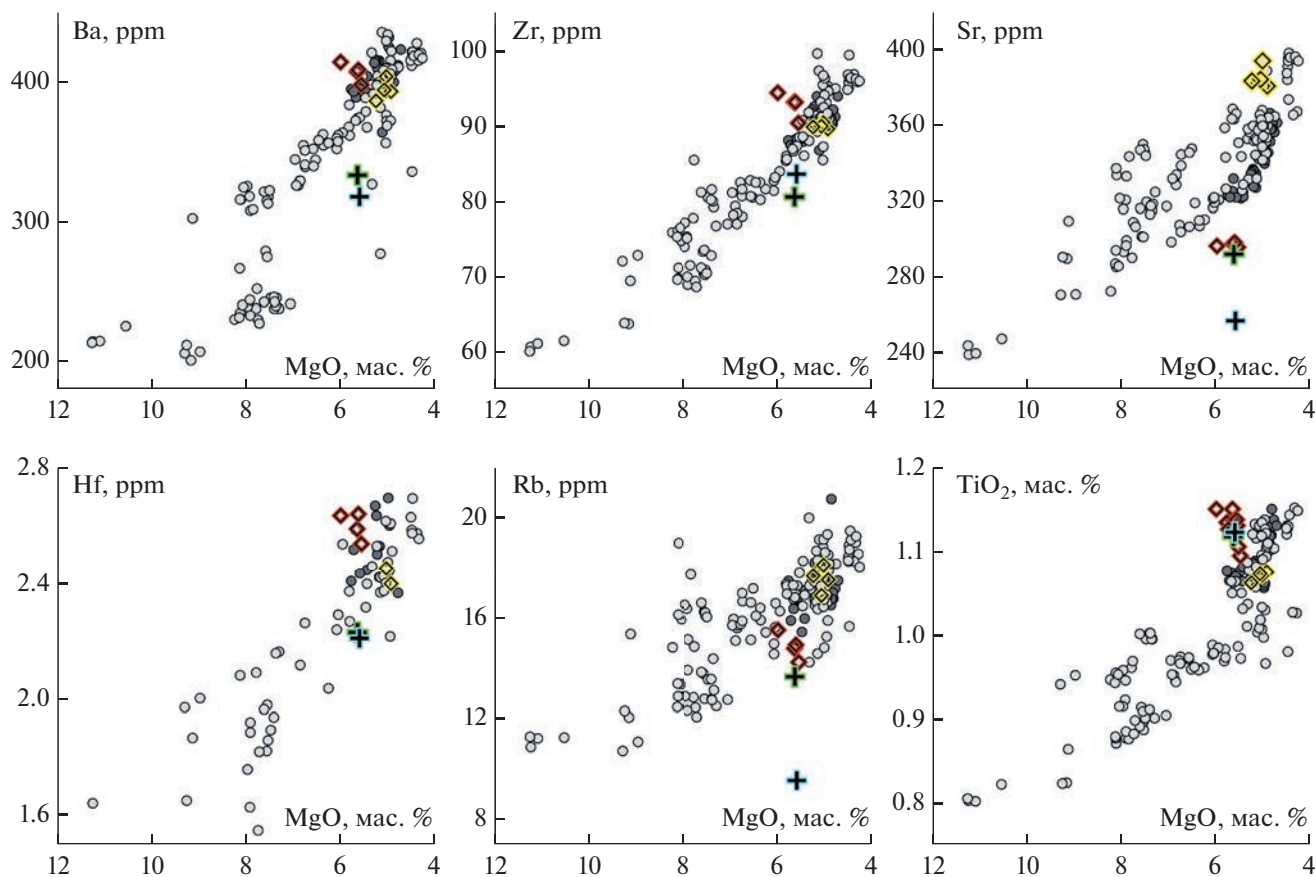 Ba, ppm
400
300
200
MgO, мас. %
12 10 8 6 4
Zr, ppm
100
90
80
70
60
MgO, мас. %
12 10 8 6 4
Sr, ppm
400
360
320
280
240
MgO, мас. %
12 10 8 6 4
Hf, ppm
2.8
2.4
2.0
1.6
MgO, мас. %
12 10 8 6 4
Rb, ppm
20
16
12
8
MgO, мас. %
12 10 8 6 4
TiO₂, мас. %
1.2
1.1
1.0
0.9
0.8
MgO, мас. %
12 10 8 6 4